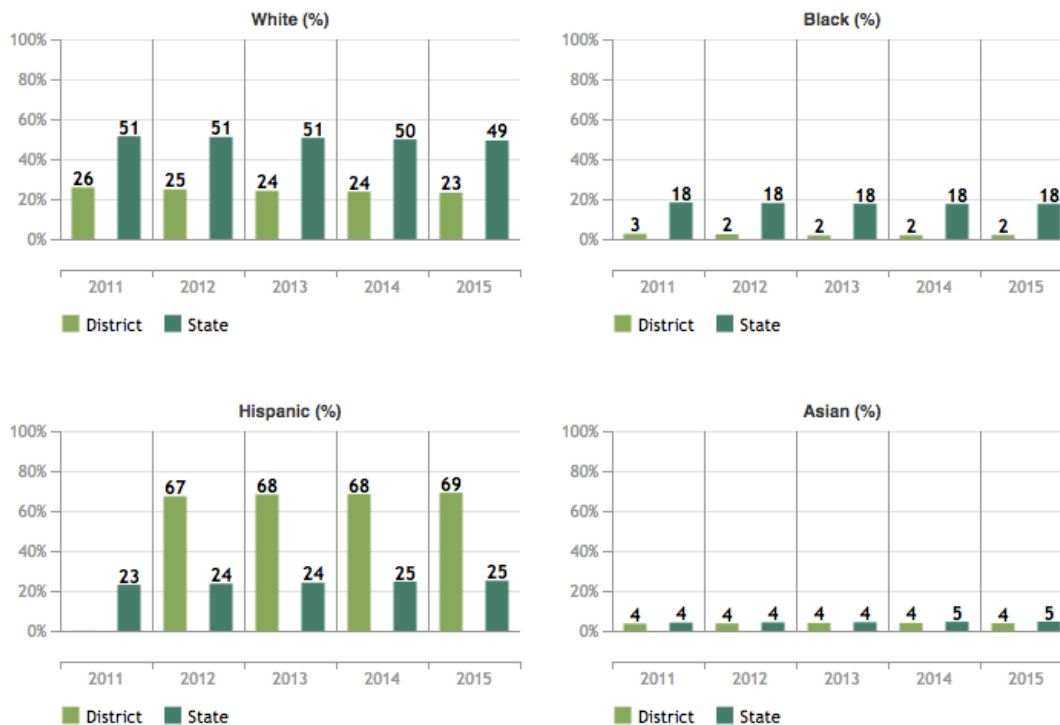 White (%)
100%
80%
60%
40%
20%
0%
26 51 25 51 24 51 24 50 23 49
2011 2012 2013 2014 2015
District State
Black (%)
100%
80%
60%
40%
20%
0%
3 18 2 18 2 18 2 18 2 18
2011 2012 2013 2014 2015
District State
Hispanic (%)
100%
80%
60%
40%
20%
0%
23 67 24 68 24 68 25 69 25
2011 2012 2013 2014 2015
District State
Asian (%)
100%
80%
60%
40%
20%
0%
4 4 4 4 4 4 4 5 4 5
2011 2012 2013 2014 2015
District State